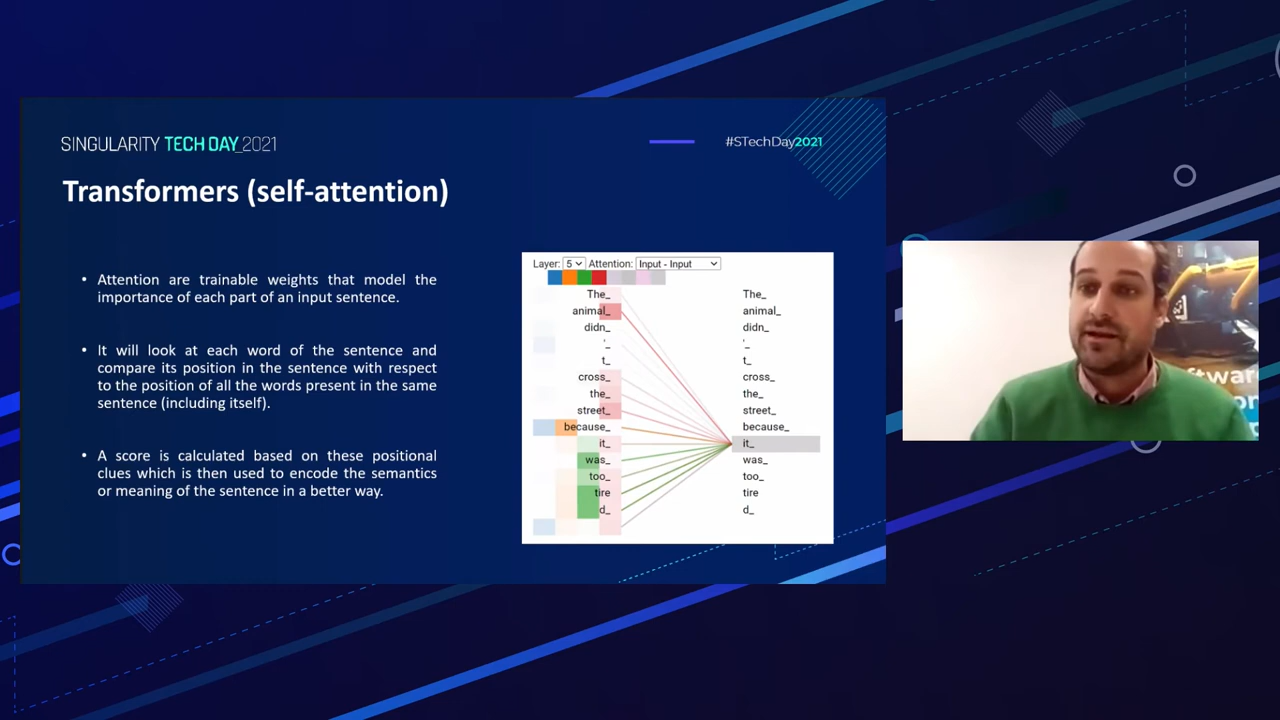 SINGULARITY TECH DAY_2021
#STechDay2021
Transformers (self-attention)
• Attention are trainable weights that model the
importance of each part of an input sentence.
• It will look at each word of the sentence and
compare its position in the sentence with respect
to the position of all the words present in the same
sentence (including itself).
• A score is calculated based on these positional
clues which is then used to encode the semantics
or meaning of the sentence in a better way.
Layer: 5 Attention: Input - Input
The_ The_
animal_ animal_
didn_ didn_
'_ '_
t_ t_
cross_ cross_
the_ the_
street_ street_
because_ because_
it_ it_
was_ was_
too_ too_
tire tire
d_ d_